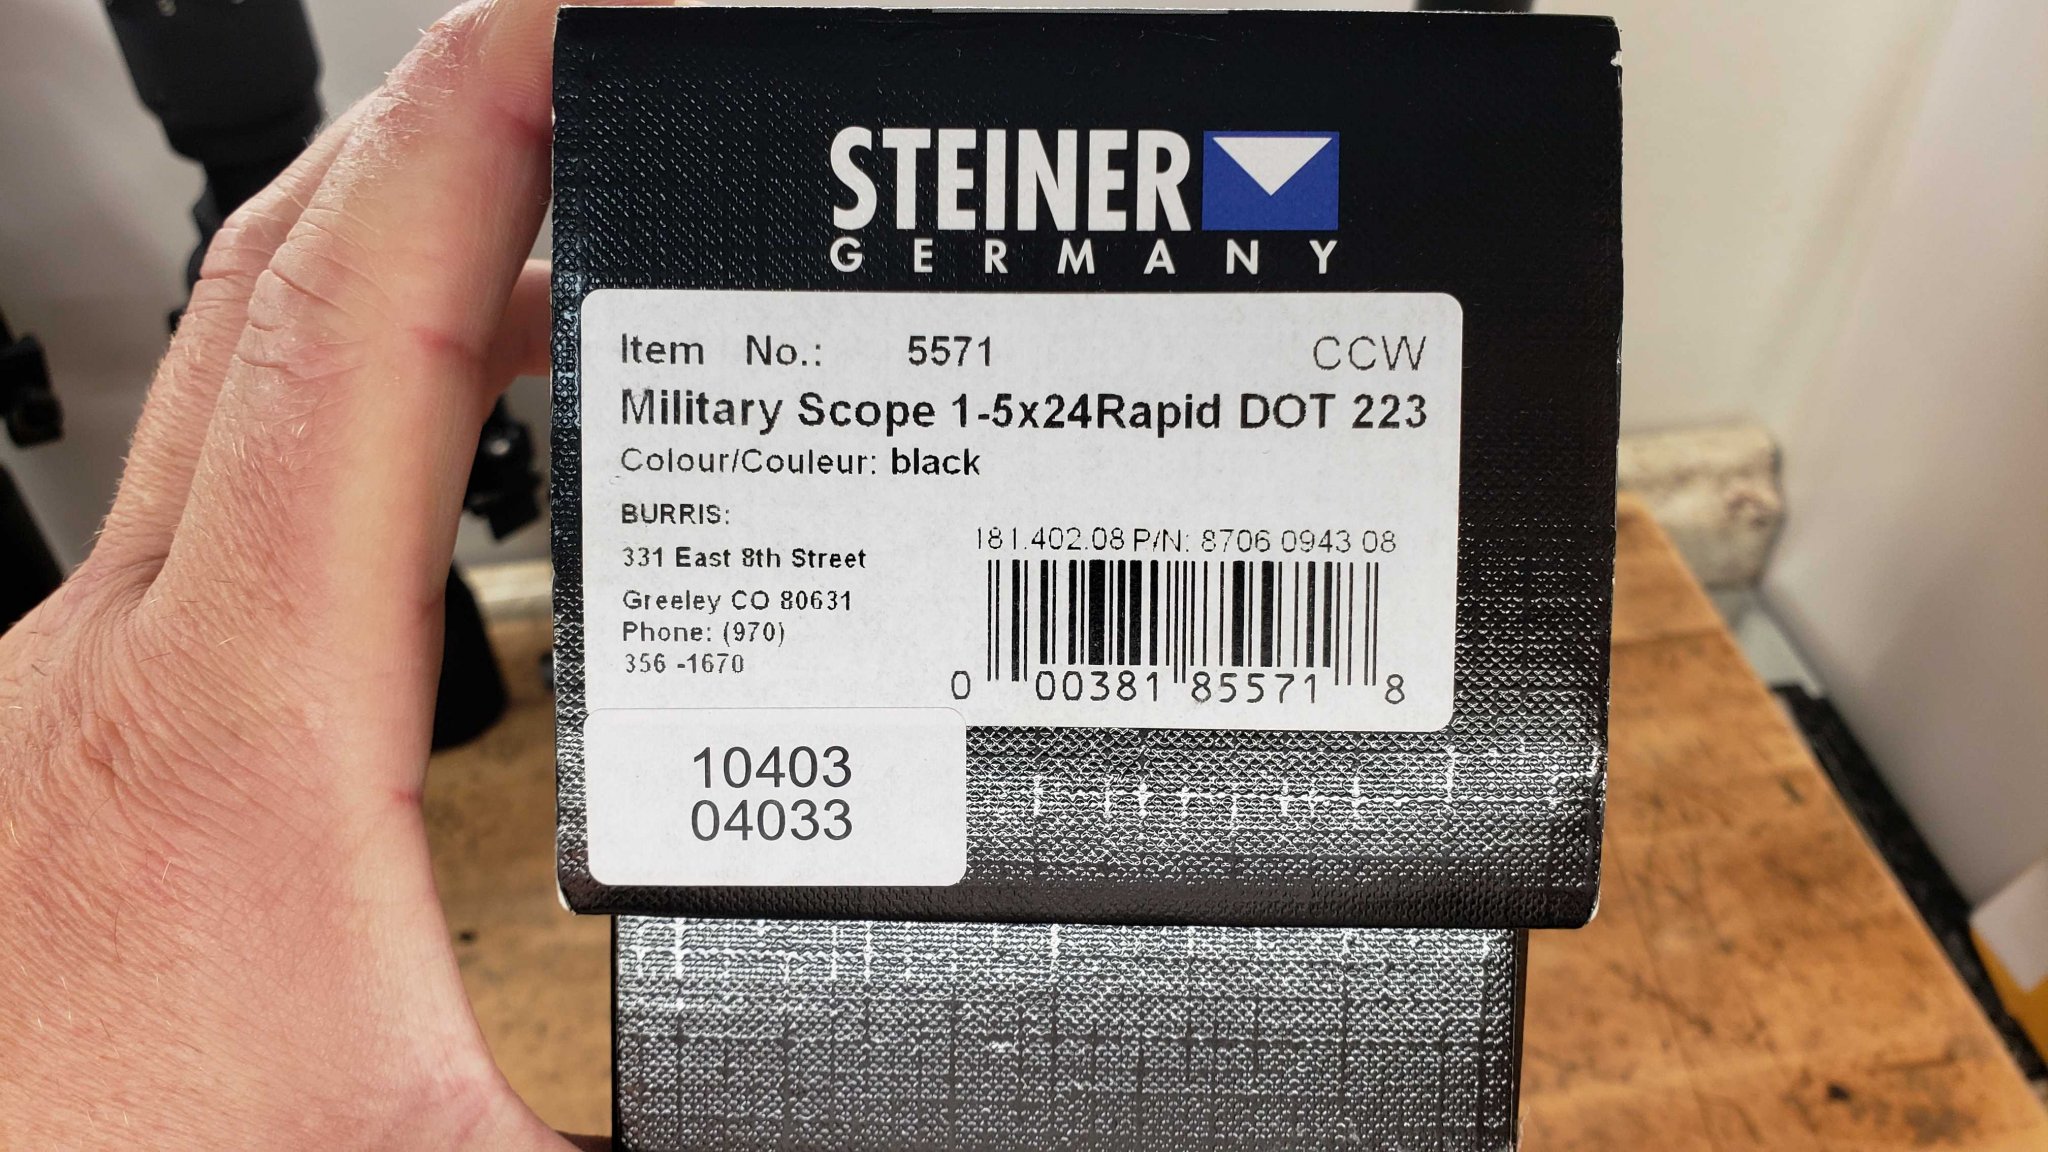 STEINER
GERMANY
Item No.: 5571 CCW
Military Scope 1-5x24Rapid DOT 223
Colour/Couleur: black
BURRIS:
331 East 8th Street
Greeley CO 80631
Phone: (970)
356 -1670
181.402.08 P/N: 8706 0943 08
0 00381 85571 8
10403
04033